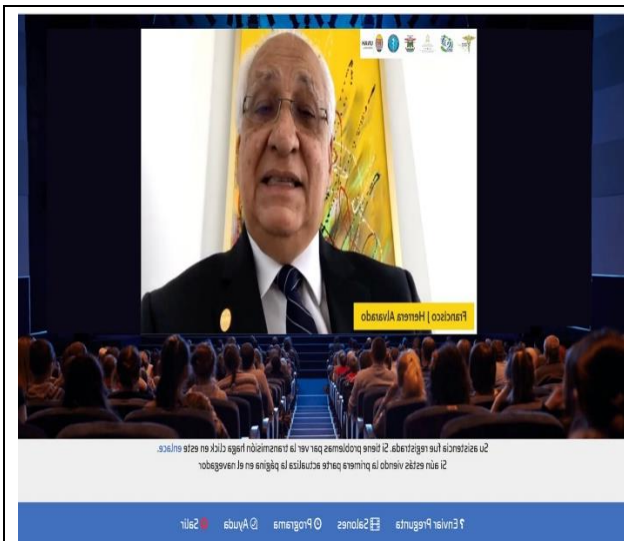 Francisco J Herrera Alvarado
Su asistencia fue registrada. Si tiene problemas par ver la transmisión haga click en este enlace.
Si aún estás viendo la primera parte actualiza la página en el navegador
? Enviar Pregunta Salones Programa Ayuda Salir